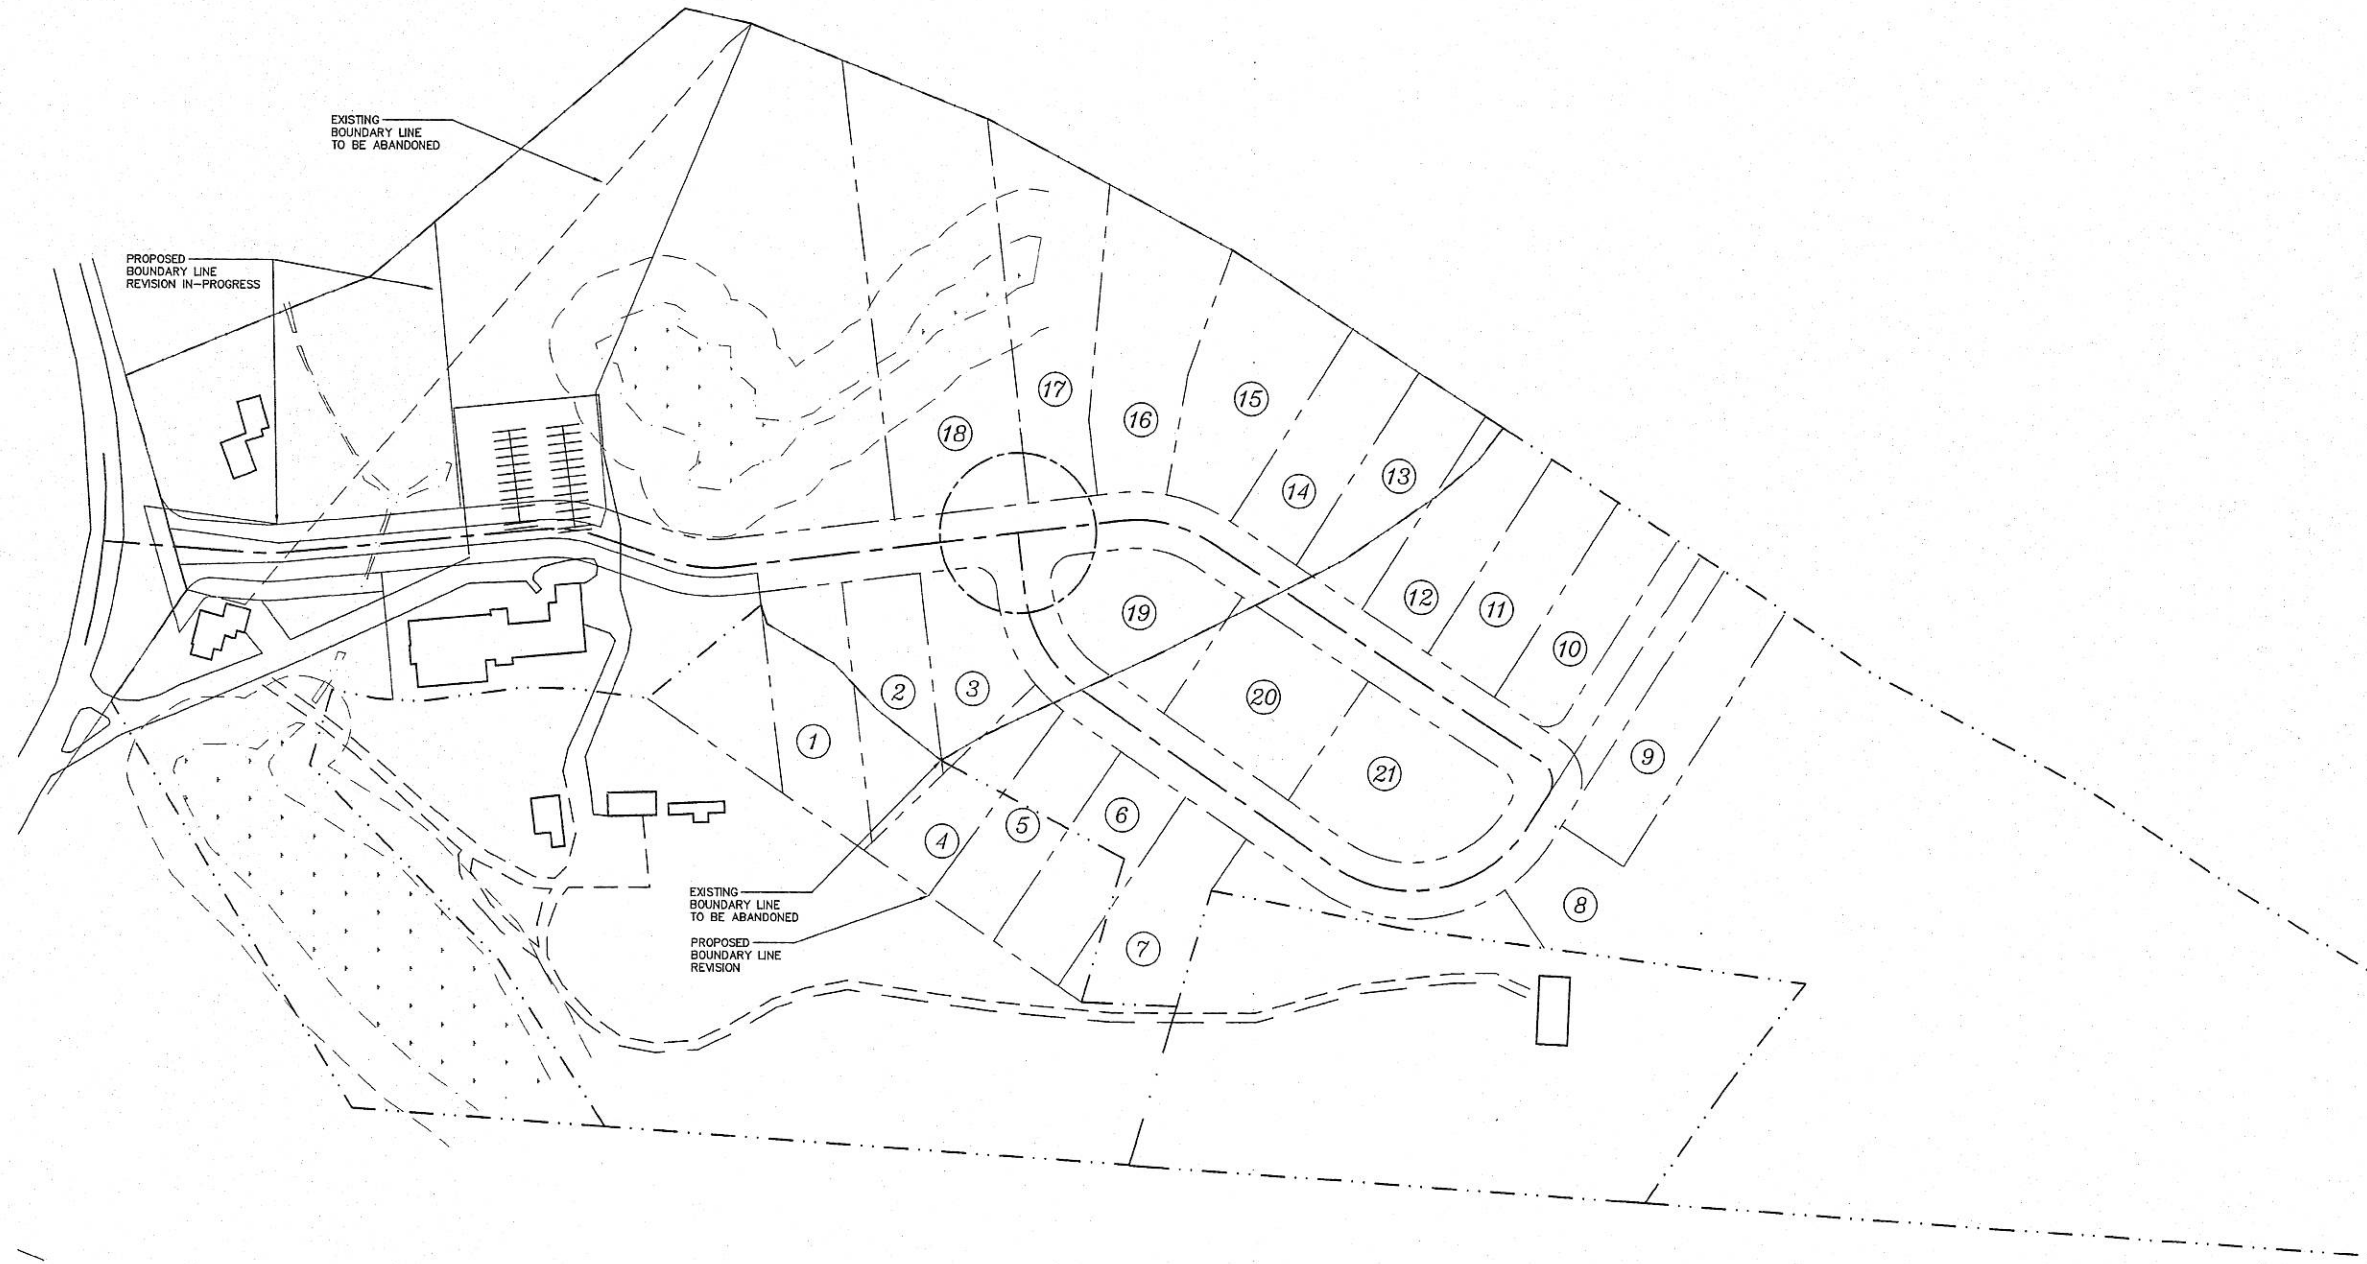 EXISTING
BOUNDARY LINE
TO BE ABANDONED
PROPOSED
BOUNDARY LINE
REVISION IN-PROGRESS
17
16
15
18
14
13
19
12
11
10
2
3
20
1
9
21
6
5
4
8
7
EXISTING
BOUNDARY LINE
TO BE ABANDONED
PROPOSED
BOUNDARY LINE
REVISION